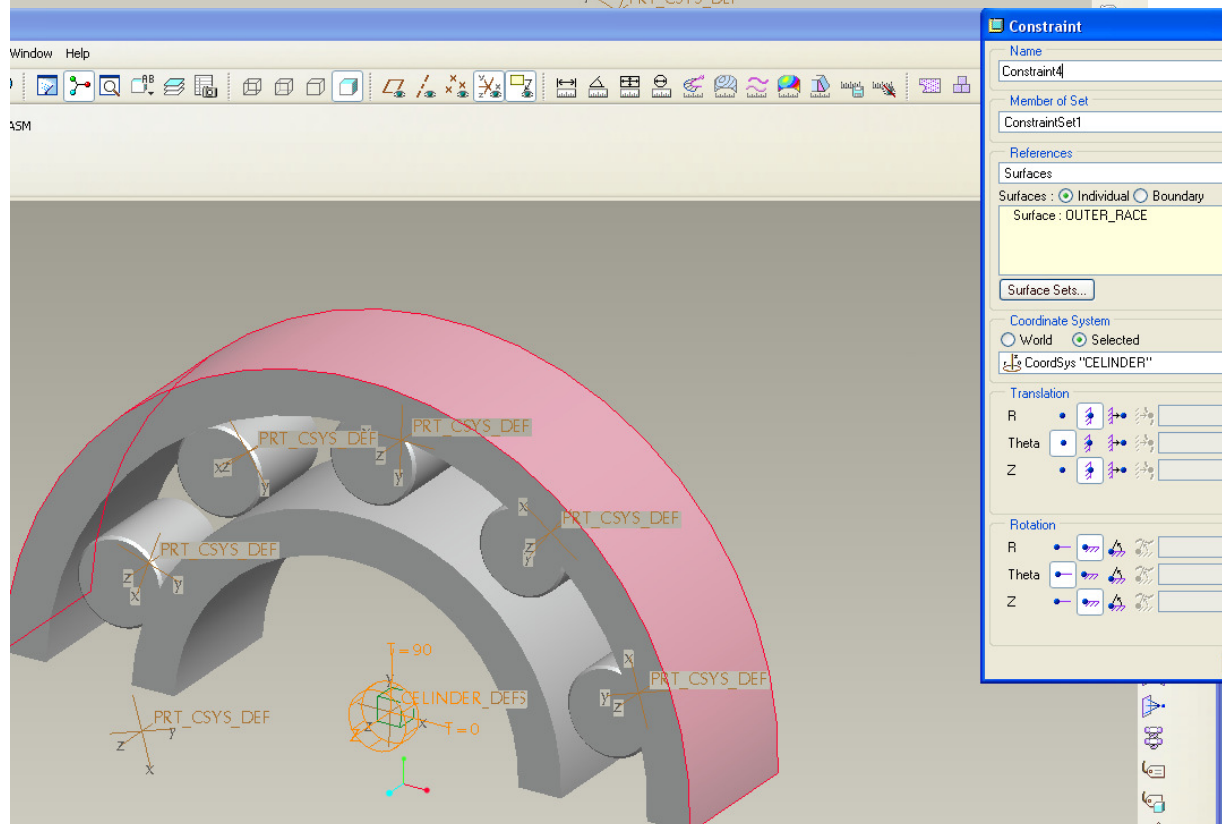 PRT_CSYS_DEF
Window Help
ASM
Constraint
Name
Constraint4
Member of Set
ConstraintSet1
References
Surfaces
Surfaces : Individual Boundary
Surface : OUTER_RACE
Surface Sets...
Coordinate System
World Selected
CoordSys "CELINDER"
Translation
R
Theta
Z
Rotation
R
Theta
Z
PRT_CSYS_DEF
PRT_CSYS_DEF
xz
z
y
y
x
PRT_CSYS_DEF
z
y
PRT_CSYS_DEF
z
x
y
x
PRT_CSYS_DEF
y
z
T=90
y
CELINDER_DEFS
z
x
T=0
PRT_CSYS_DEF
z
y
x